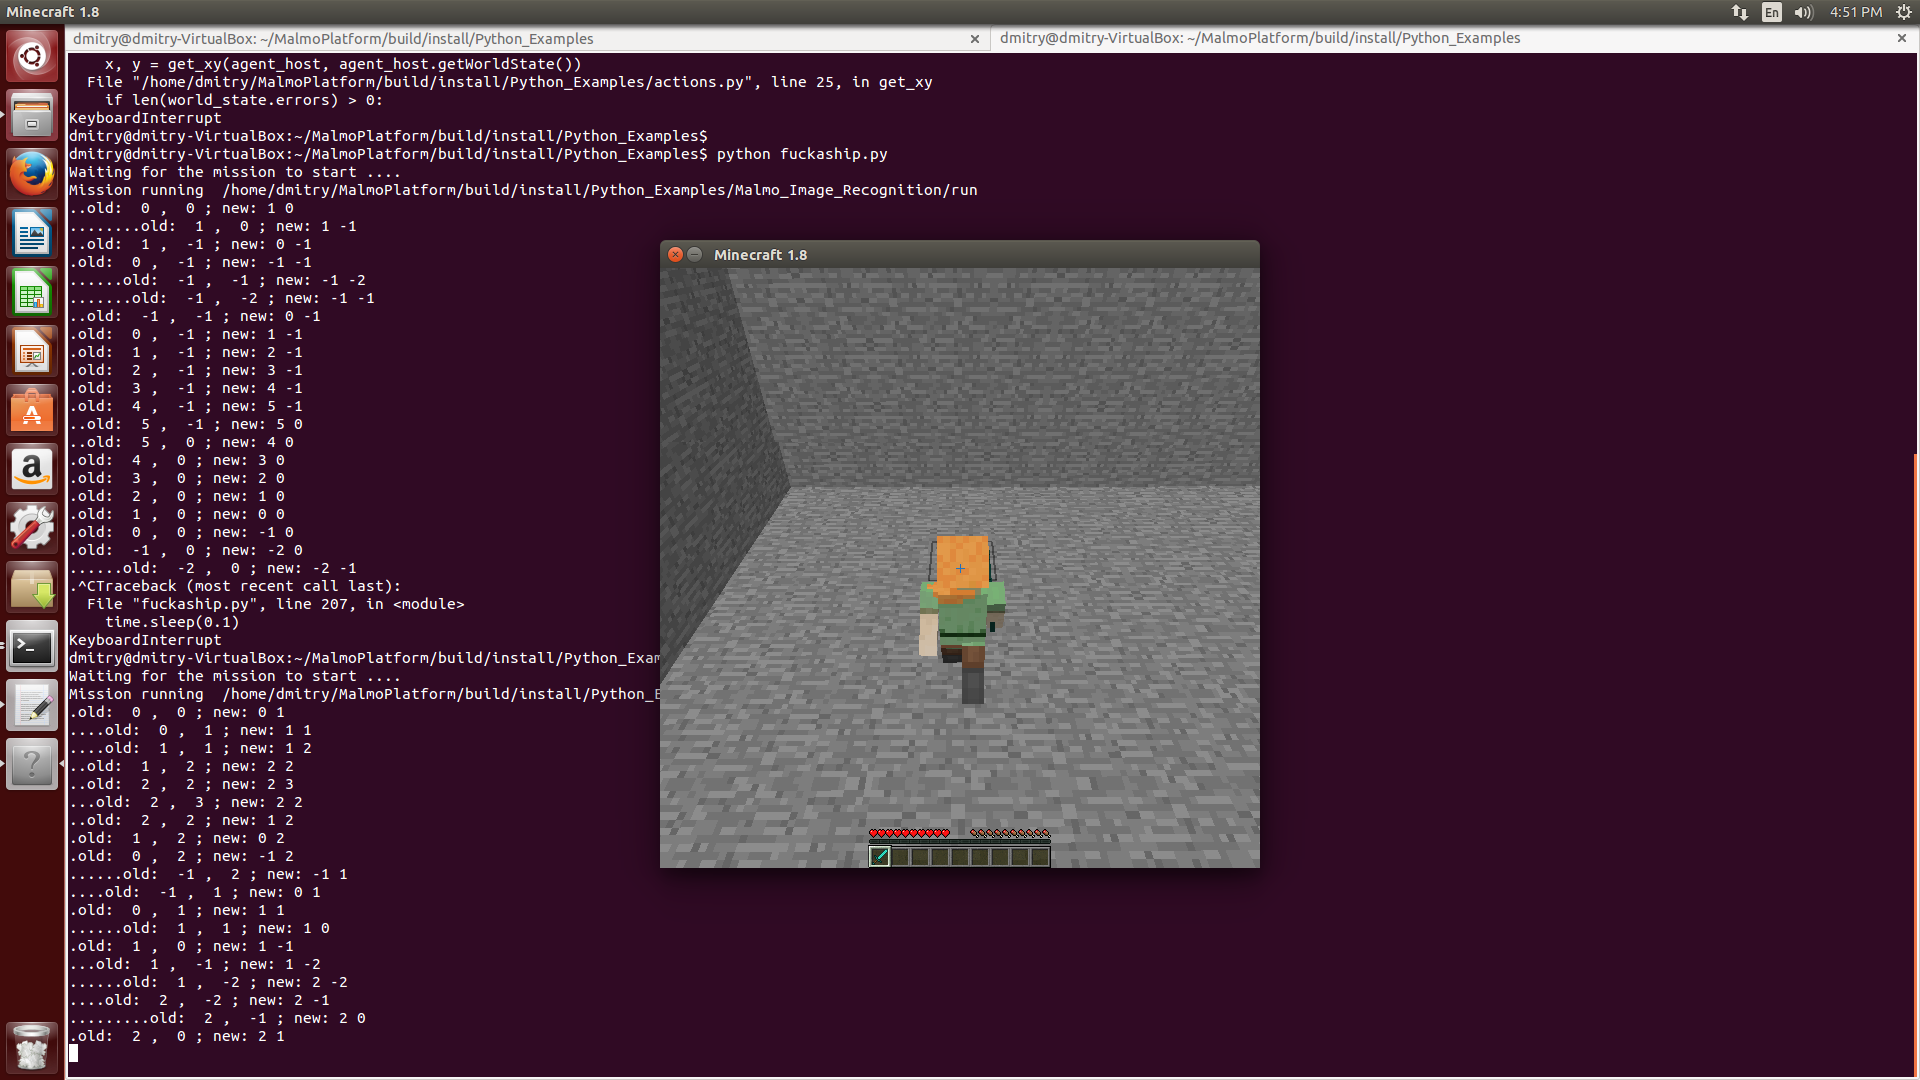 Minecraft 1.8
En
4:51 PM
dmitry@dmitry-VirtualBox: ~/MalmoPlatform/build/install/Python_Examples
dmitry@dmitry-VirtualBox: ~/MalmoPlatform/build/install/Python_Examples
x, y = get_xy(agent_host, agent_host.getWorldState())
File "/home/dmitry/MalmoPlatform/build/install/Python_Examples/actions.py", line 25, in get_xy
if len(world_state.errors) > 0:
KeyboardInterrupt
dmitry@dmitry-VirtualBox:~/MalmoPlatform/build/install/Python_Examples$
dmitry@dmitry-VirtualBox:~/MalmoPlatform/build/install/Python_Examples$ python fuckaship.py
Waiting for the mission to start ....
Mission running  /home/dmitry/MalmoPlatform/build/install/Python_Examples/Malmo_Image_Recognition/run
..old:  0 ,  0 ; new: 1 0
........old:  1 ,  0 ; new: 1 -1
..old:  1 ,  -1 ; new: 0 -1
.old:  0 ,  -1 ; new: -1 -1
......old:  -1 ,  -1 ; new: -1 -2
.......old:  -1 ,  -2 ; new: -1 -1
..old:  -1 ,  -1 ; new: 0 -1
.old:  0 ,  -1 ; new: 1 -1
.old:  1 ,  -1 ; new: 2 -1
.old:  2 ,  -1 ; new: 3 -1
.old:  3 ,  -1 ; new: 4 -1
.old:  4 ,  -1 ; new: 5 -1
..old:  5 ,  -1 ; new: 5 0
..old:  5 ,  0 ; new: 4 0
.old:  4 ,  0 ; new: 3 0
.old:  3 ,  0 ; new: 2 0
.old:  2 ,  0 ; new: 1 0
.old:  1 ,  0 ; new: 0 0
.old:  0 ,  0 ; new: -1 0
.old:  -1 ,  0 ; new: -2 0
......old:  -2 ,  0 ; new: -2 -1
.^CTraceback (most recent call last):
File "fuckaship.py", line 207, in <module>
time.sleep(0.1)
KeyboardInterrupt
dmitry@dmitry-VirtualBox:~/MalmoPlatform/build/install/Python_Exam
Waiting for the mission to start ....
Mission running  /home/dmitry/MalmoPlatform/build/install/Python_E
.old:  0 ,  0 ; new: 0 1
....old:  0 ,  1 ; new: 1 1
....old:  1 ,  1 ; new: 1 2
..old:  1 ,  2 ; new: 2 2
..old:  2 ,  2 ; new: 2 3
...old:  2 ,  3 ; new: 2 2
..old:  2 ,  2 ; new: 1 2
.old:  1 ,  2 ; new: 0 2
.old:  0 ,  2 ; new: -1 2
......old:  -1 ,  2 ; new: -1 1
....old:  -1 ,  1 ; new: 0 1
.old:  0 ,  1 ; new: 1 1
......old:  1 ,  1 ; new: 1 0
.old:  1 ,  0 ; new: 1 -1
...old:  1 ,  -1 ; new: 1 -2
......old:  1 ,  -2 ; new: 2 -2
....old:  2 ,  -2 ; new: 2 -1
.........old:  2 ,  -1 ; new: 2 0
.old:  2 ,  0 ; new: 2 1
Minecraft 1.8